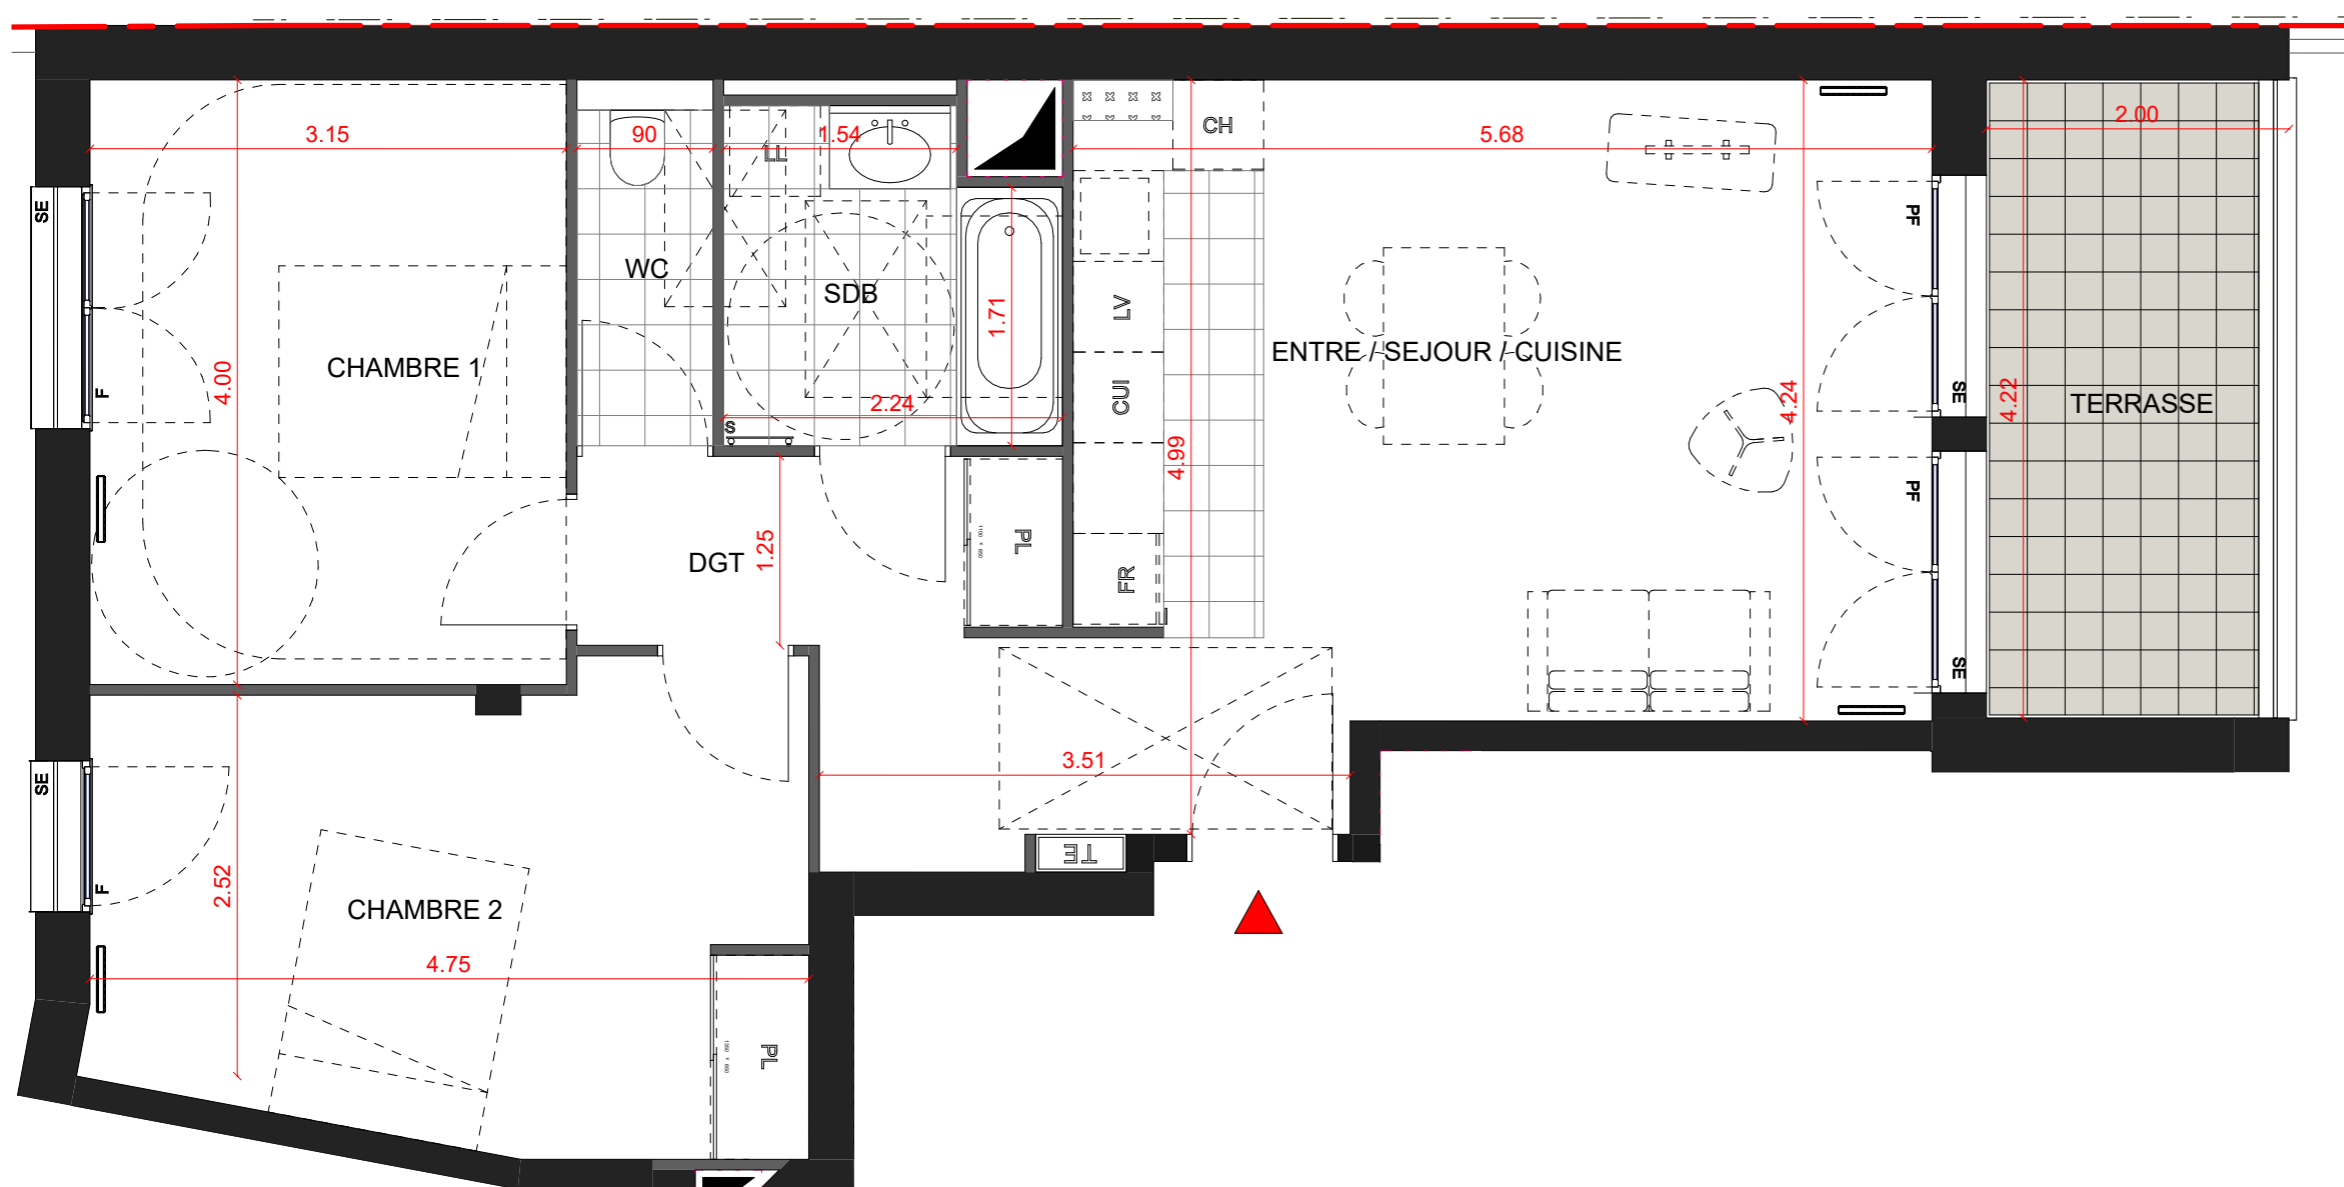 3.15
90
1.54
5.68
2.00
LL
CH
SE
PF
WC
SDB
LV
1.71
ENTRE / SEJOUR / CUISINE
CHAMBRE 1
4.00
F
CUI
2.24
4.24
SE
4.22
TERRASSE
S
4.99
PF
PL
1.25
DGT
FR
SE
3.51
SE
TE
2.52
F
CHAMBRE 2
4.75
PL